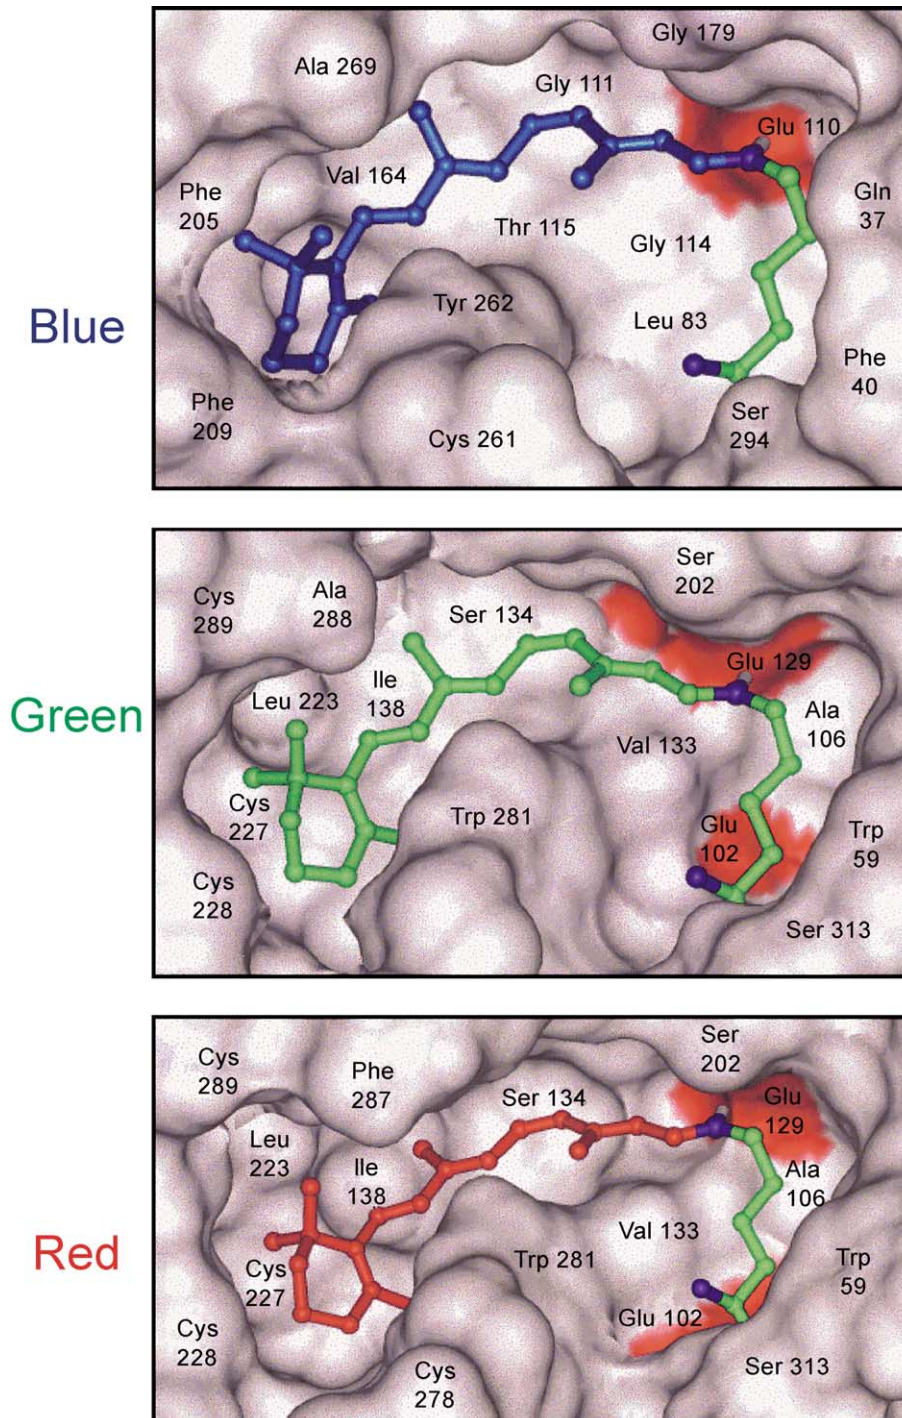 Gly 179
Ala 269
Gly 111
Glu 110
Val 164
Phe
205
Gln
37
Thr 115
Gly 114
Tyr 262
Leu 83
Blue
Phe
40
Phe
209
Ser
294
Cys 261
Ser
202
Cys
289
Ala
288
Ser 134
Glu 129
Ile
138
Leu 223
Ala
106
Green
Val 133
Cys
227
Trp 281
Glu
102
Trp
59
Cys
228
Ser 313
Ser
202
Cys
289
Phe
287
Ser 134
Glu
129
Leu
223
Ile
138
Ala
106
Val 133
Red
Trp 281
Trp
59
Cys
227
Glu 102
Cys
228
Ser 313
Cys
278